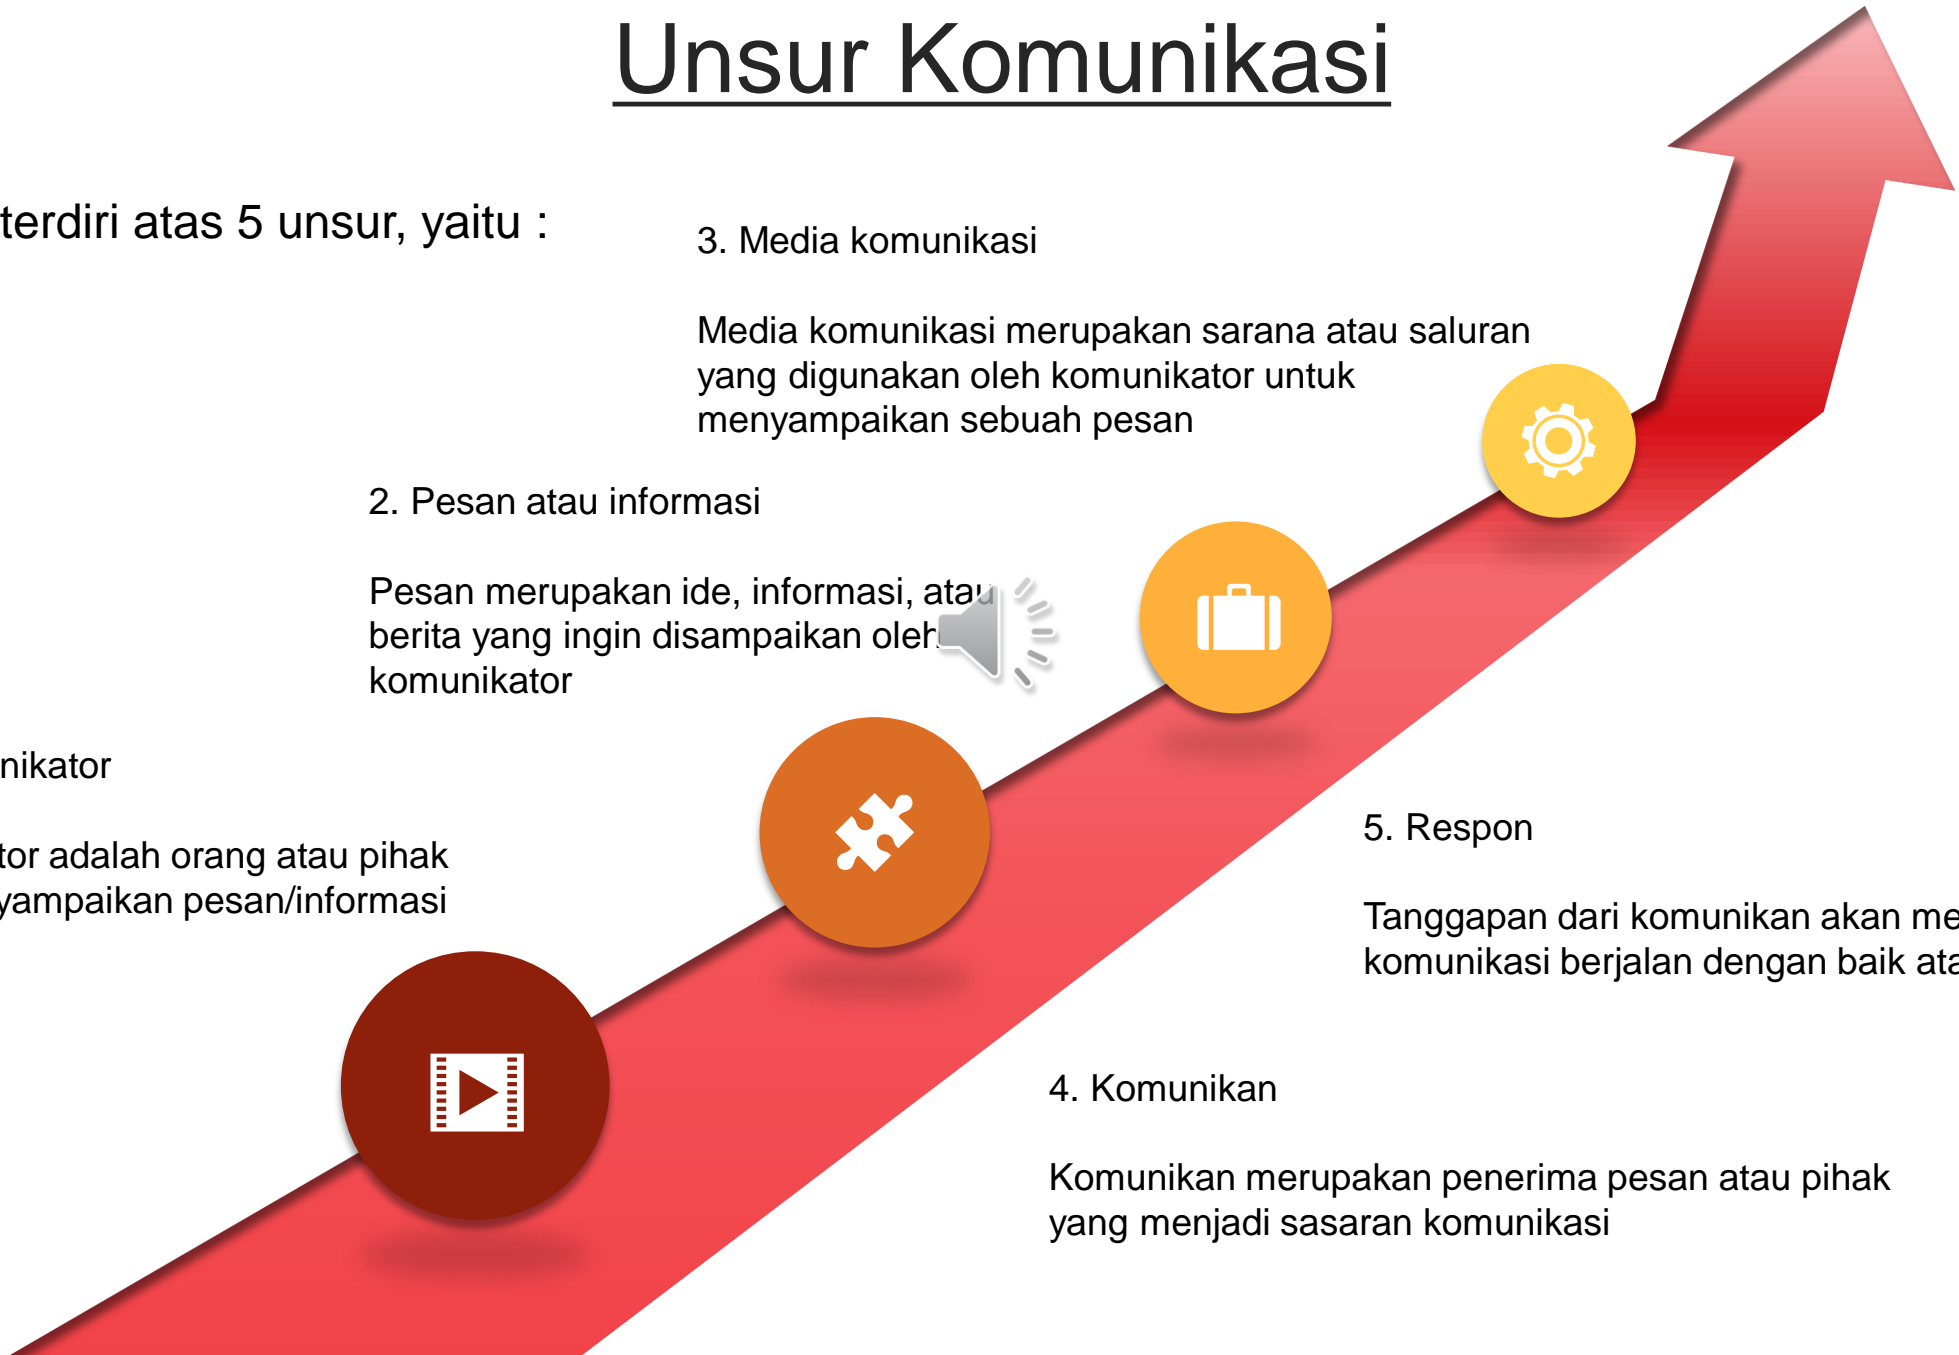 Unsur Komunikasi
terdiri atas 5 unsur, yaitu :
nikator
tor adalah orang atau pihak
yampaikan pesan/informasi
2. Pesan atau informasi
Pesan merupakan ide, informasi, atau
berita yang ingin disampaikan oleh
komunikator
3. Media komunikasi
Media komunikasi merupakan sarana atau saluran
yang digunakan oleh komunikator untuk
menyampaikan sebuah pesan
4. Komunikan
Komunikan merupakan penerima pesan atau pihak
yang menjadi sasaran komunikasi
5. Respon
Tanggapan dari komunikan akan me
komunikasi berjalan dengan baik ata